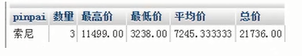 pinpai 数量 最高价 最低价 平均价 总价
索尼 3 11499.00 3238.00 7245.333333 21736.00